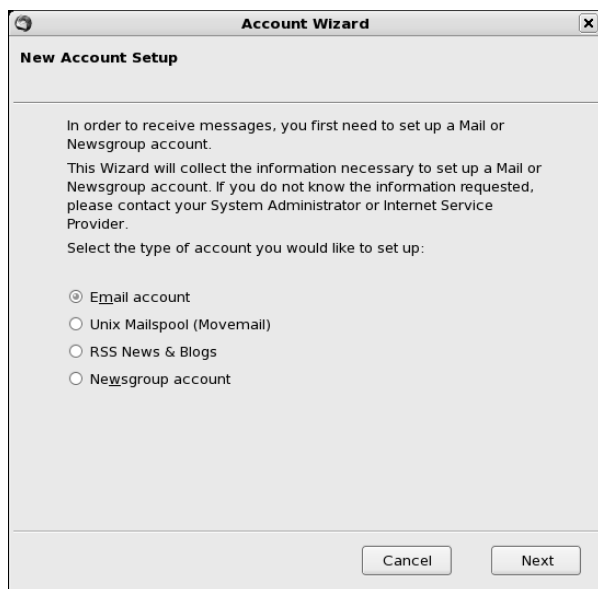 Account Wizard
New Account Setup
In order to receive messages, you first need to set up a Mail or
Newsgroup account.
This Wizard will collect the information necessary to set up a Mail or
Newsgroup account. If you do not know the information requested,
please contact your System Administrator or Internet Service
Provider.
Select the type of account you would like to set up:
Email account
Unix Mailspool (Movemail)
RSS News & Blogs
Newsgroup account
Cancel Next